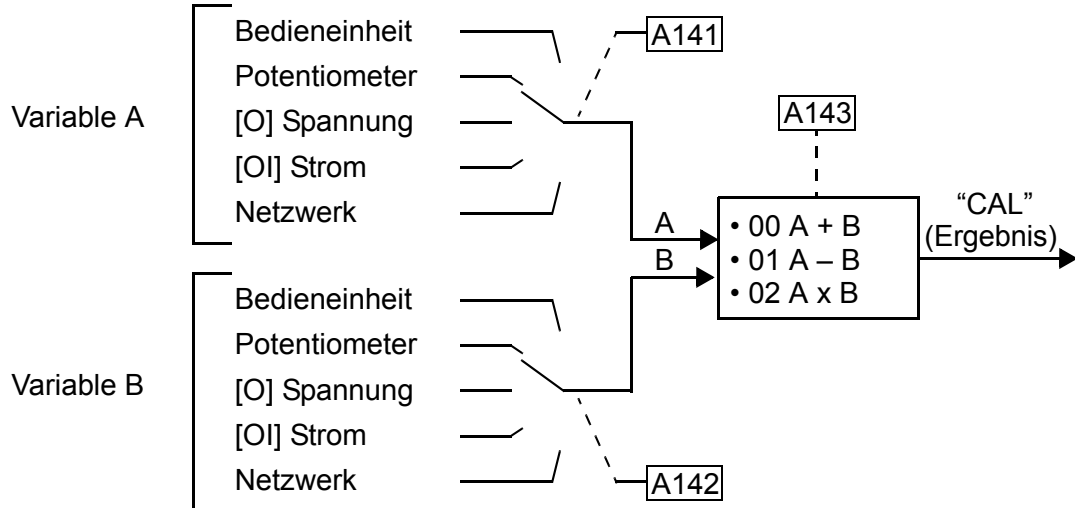 Variable A
Bedieneinheit
Potentiometer
[O] Spannung
[OI] Strom
Netzwerk
A141
A143
A
B
• 00 A + B
• 01 A – B
• 02 A x B
“CAL”
(Ergebnis)
Variable B
Bedieneinheit
Potentiometer
[O] Spannung
[OI] Strom
Netzwerk
A142